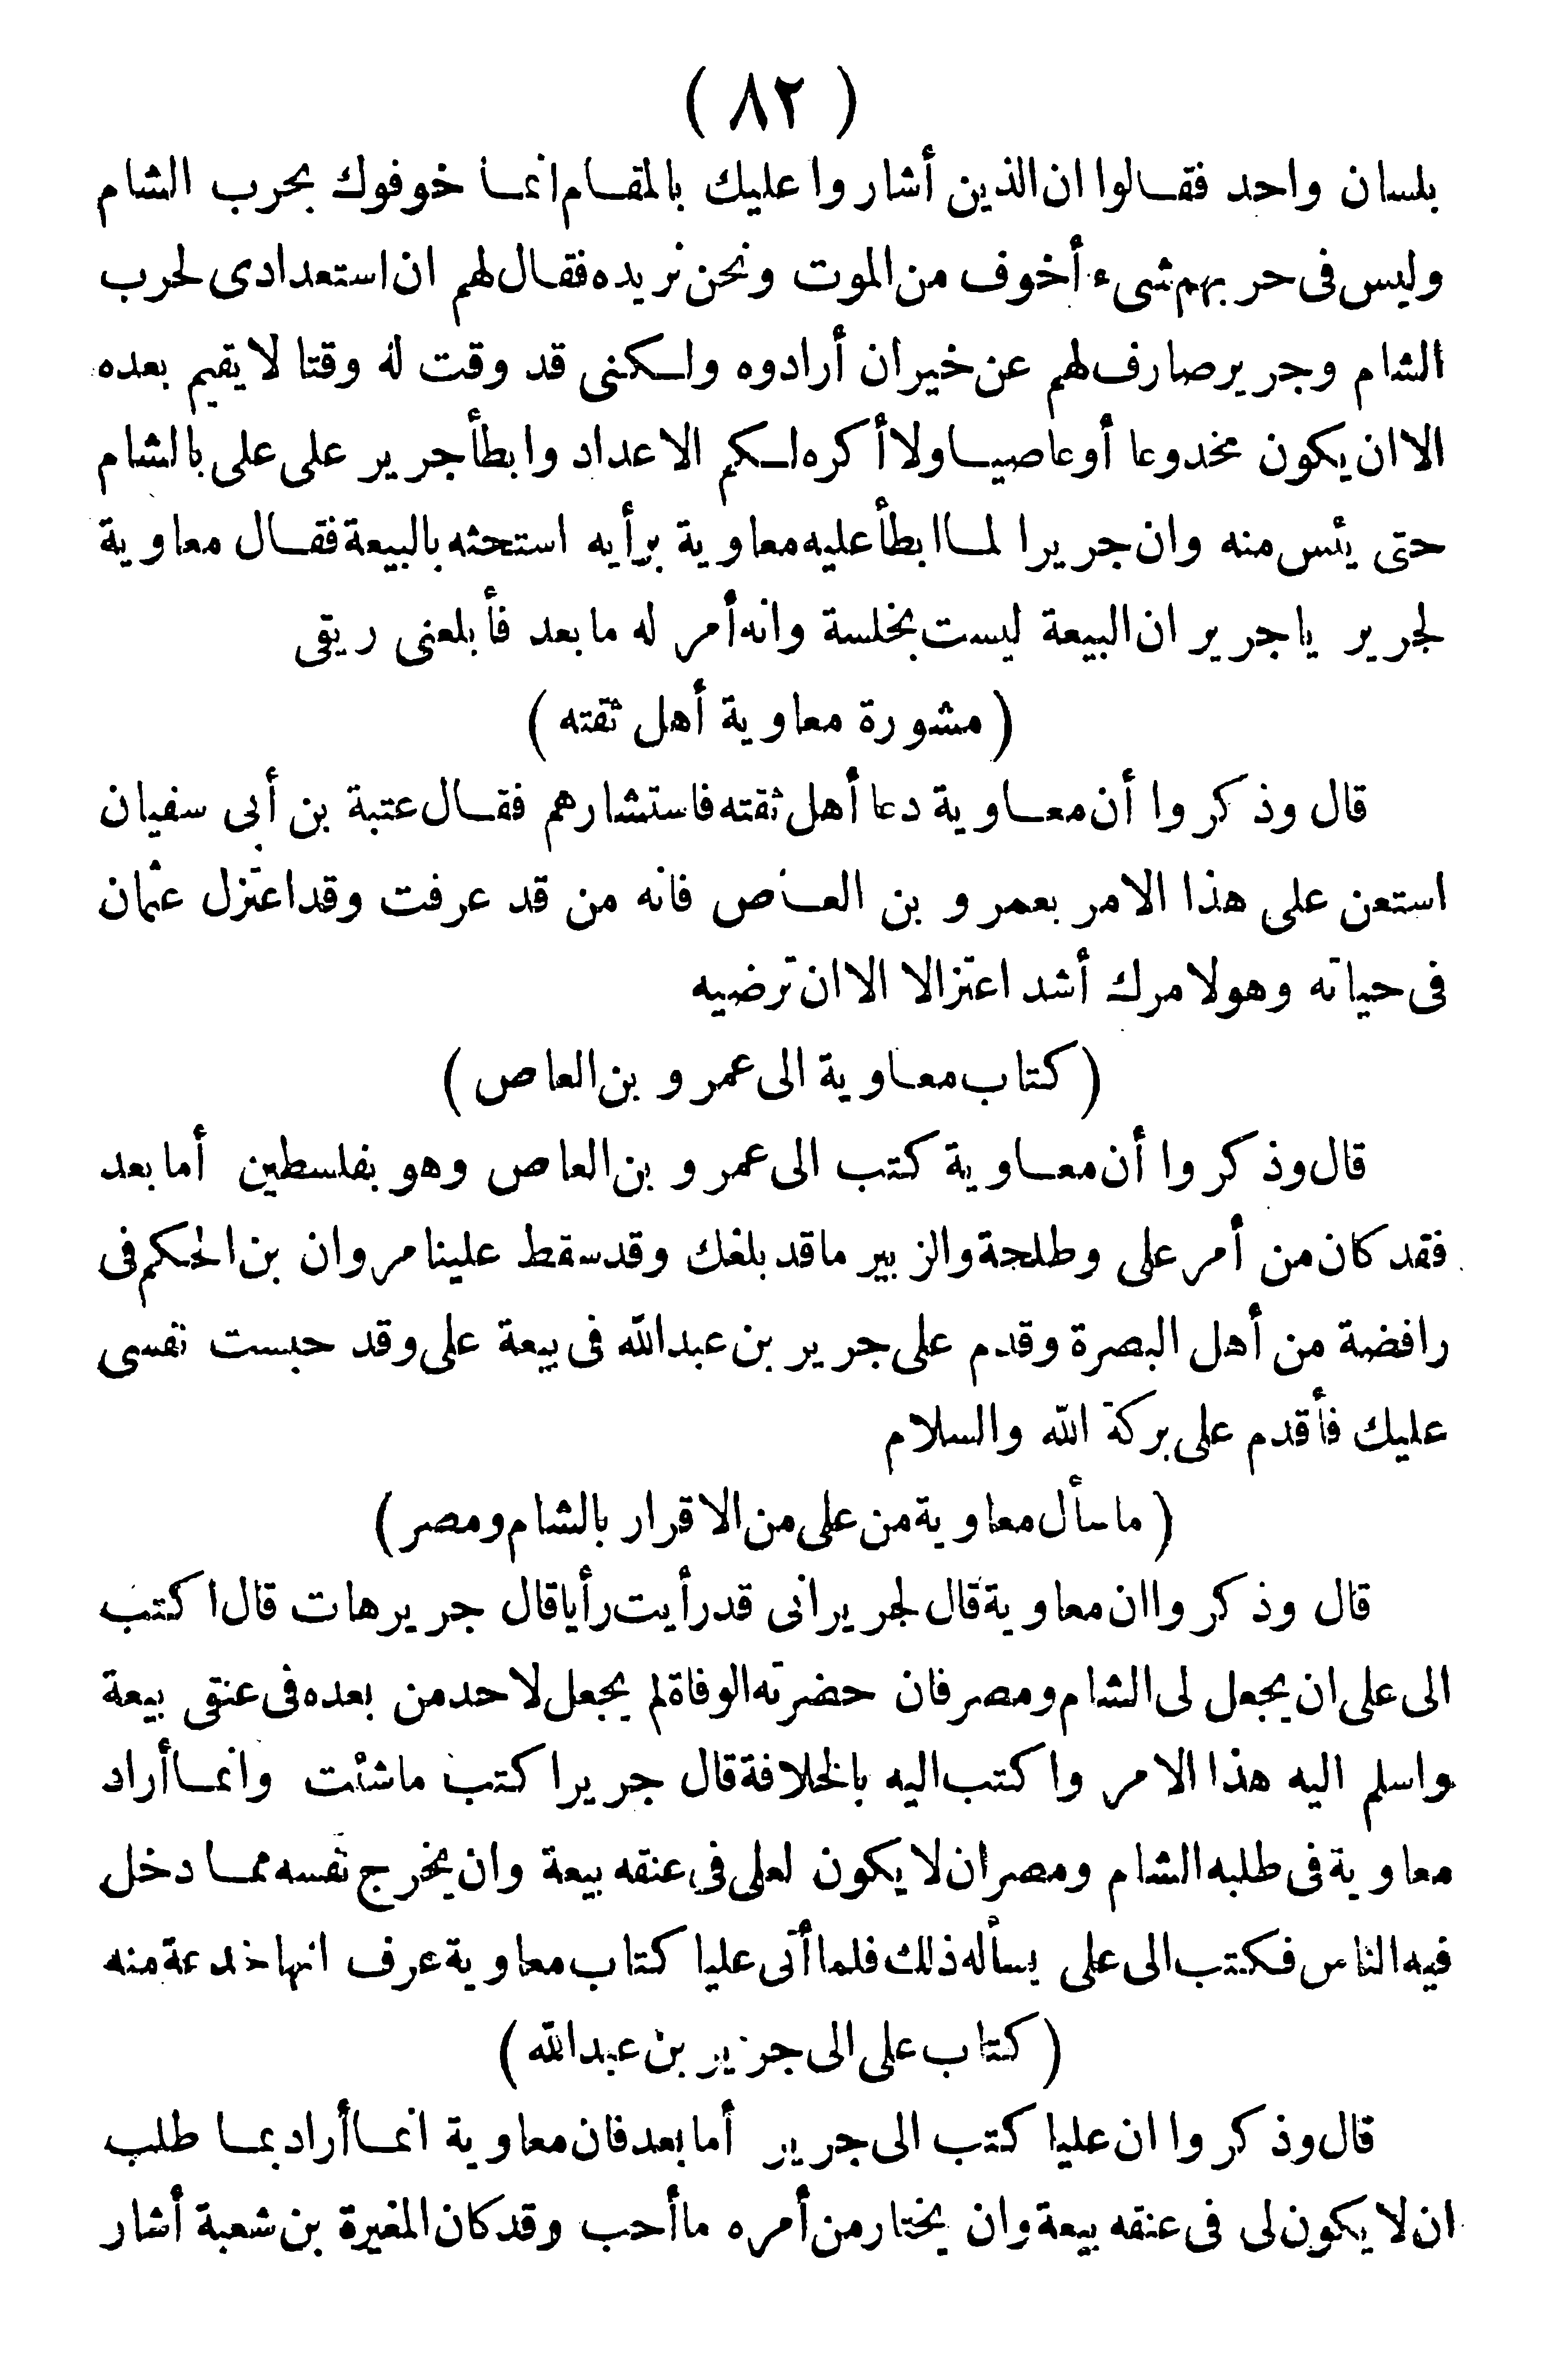 ( ٨٢ )
بلسان واحد فقالوا ان الذين أشاروا عليك بالمقام انما خوفوك بحرب الشام
وليس فى حربهم شىء أخوف من الموت ونحن نريده فقال لهم ان استعدادى لحرب
الشام وجرير صارف لهم عن خير ان أرادوه ولكنى قد وقت له وقتا لا يقيم بعده
الا ان يكون مخدوعا أو عاصيا ولا أكره لكم الاعداد وابطأ جرير على على بالشام
حتى يئس منه وان جريرا لما ابطأ عليه معاوية برأيه استحثه بالبيعة فقال معاوية
لجرير يا جرير ان البيعة ليست بخلسة وانه أمر له ما بعد فأبلعنى ريقى
( مشورة معاوية أهل ثقته )
قال وذكروا أن معاوية دعا أهل ثقته فاستشارهم فقال عتبة بن أبى سفيان
استعن على هذا الامر بعمرو بن العاص فانه من قد عرفت وقد اعتزل عثمان
فى حياته وهو لامرك أشد اعتزالا الا ان ترضيه
( كتاب معاوية الى عمرو بن العاص )
قال وذكروا أن معاوية كتب الى عمرو بن العاص وهو بفلسطين أما بعد
فقد كان من أمر على وطلحة والزبير ما قد بلغك وقد سقط علينا مروان بن الحكم فى
رافضة من أهل البصرة وقدم على جرير بن عبد الله فى بيعة على وقد حبست نفسى
عليك فأقدم على بركة الله والسلام
( ما سأل معاوية من على من الاقرار بالشام ومصر )
قال وذكروا ان معاوية قال لجرير انى قد رأيت رأيا قال جرير هات قال اكتب
الى على ان يجعل لى الشام ومصر فان حضرته الوفاة لم يجعل لاحد من بعده فى عنقى بيعة
واسلم اليه هذا الامر واكتب اليه بالخلافة قال جرير اكتب ما شئت وانما أراد
معاوية فى طلبه الشام ومصر ان لا يكون لعلى فى عنقه بيعة وان يخرج نفسه مما دخل
فيه الناس فكتب الى على يسأله ذلك فلما أتى عليا كتاب معاوية عرف انها خدعة منه
( كتاب على الى جرير بن عبد الله )
قال وذكروا ان عليا كتب الى جرير أما بعد فان معاوية انما أراد بما طلب
ان لا يكون لى فى عنقه بيعة وان يختار من أمره ما أحب وقد كان المغيرة بن شعبة أشار